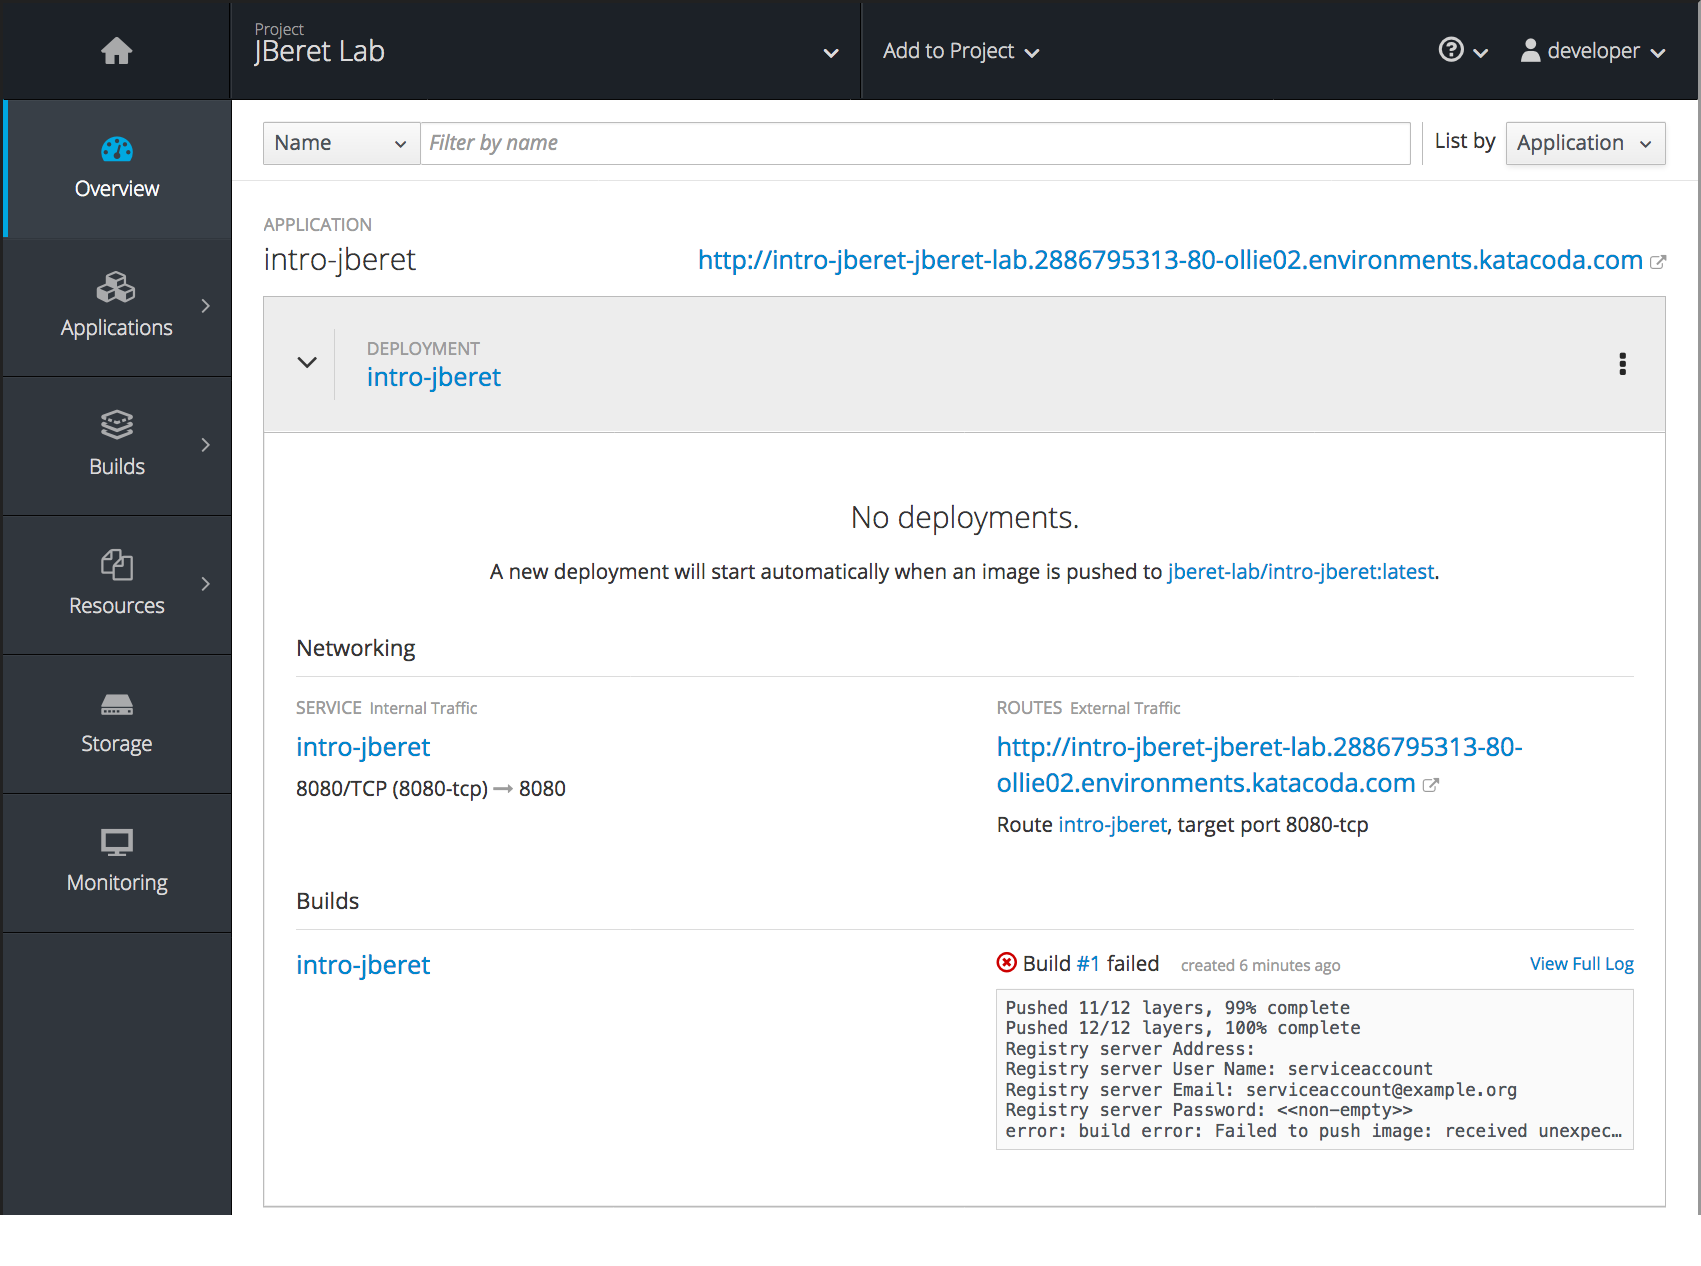 Project
JBeret Lab
Add to Project
developer
Overview
Applications
Builds
Resources
Storage
Monitoring
Name
Filter by name
List by
Application
APPLICATION
intro-jberet
http://intro-jberet-jberet-lab.2886795313-80-ollie02.environments.katacoda.com
DEPLOYMENT
intro-jberet
No deployments.
A new deployment will start automatically when an image is pushed to jberet-lab/intro-jberet:latest.
Networking
SERVICE Internal Traffic
intro-jberet
8080/TCP (8080-tcp) → 8080
ROUTES External Traffic
http://intro-jberet-jberet-lab.2886795313-80-
ollie02.environments.katacoda.com
Route intro-jberet, target port 8080-tcp
Builds
intro-jberet
Build #1 failed created 6 minutes ago
View Full Log
Pushed 11/12 layers, 99% complete
Pushed 12/12 layers, 100% complete
Registry server Address:
Registry server User Name: serviceaccount
Registry server Email: serviceaccount@example.org
Registry server Password: <<non-empty>>
error: build error: Failed to push image: received unexpec…